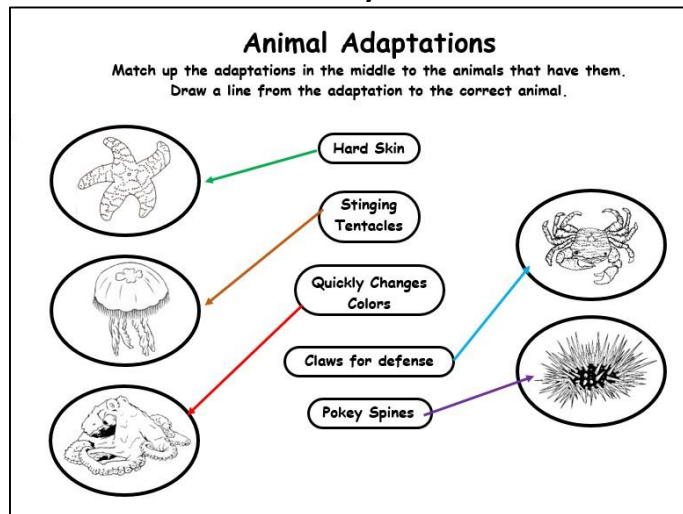 Animal Adaptations
Match up the adaptations in the middle to the animals that have them.
Draw a line from the adaptation to the correct animal.
Hard Skin
Stinging
Tentacles
Quickly Changes
Colors
Claws for defense
Pokey Spines